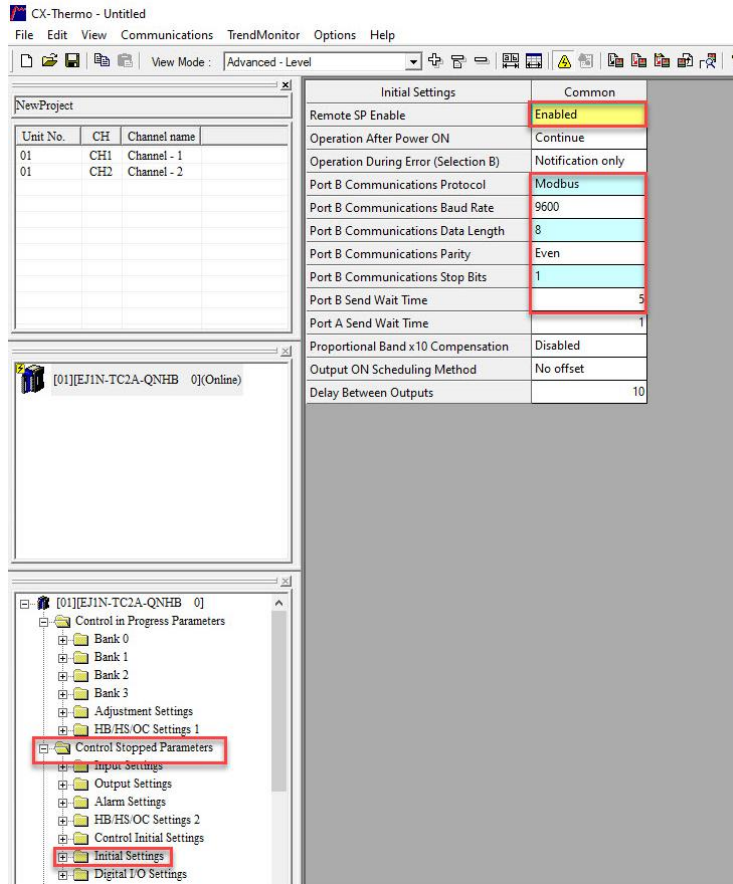 CX-Thermo - Untitled
File Edit View Communications TrendMonitor Options Help
View Mode : Advanced - Level
NewProject
Unit No. CH Channel name
01 CH1 Channel - 1
01 CH2 Channel - 2
[01][EJ1N-TC2A-QNHB 0](Online)
[01][EJ1N-TC2A-QNHB 0]
Control in Progress Parameters
Bank 0
Bank 1
Bank 2
Bank 3
Adjustment Settings
HB/HS/OC Settings 1
Control Stopped Parameters
Input Settings
Output Settings
Alarm Settings
HB/HS/OC Settings 2
Control Initial Settings
Initial Settings
Digital I/O Settings
Initial Settings Common
Remote SP Enable Enabled
Operation After Power ON Continue
Operation During Error (Selection B) Notification only
Port B Communications Protocol Modbus
Port B Communications Baud Rate 9600
Port B Communications Data Length 8
Port B Communications Parity Even
Port B Communications Stop Bits 1
Port B Send Wait Time 5
Port A Send Wait Time 1
Proportional Band x10 Compensation Disabled
Output ON Scheduling Method No offset
Delay Between Outputs 10